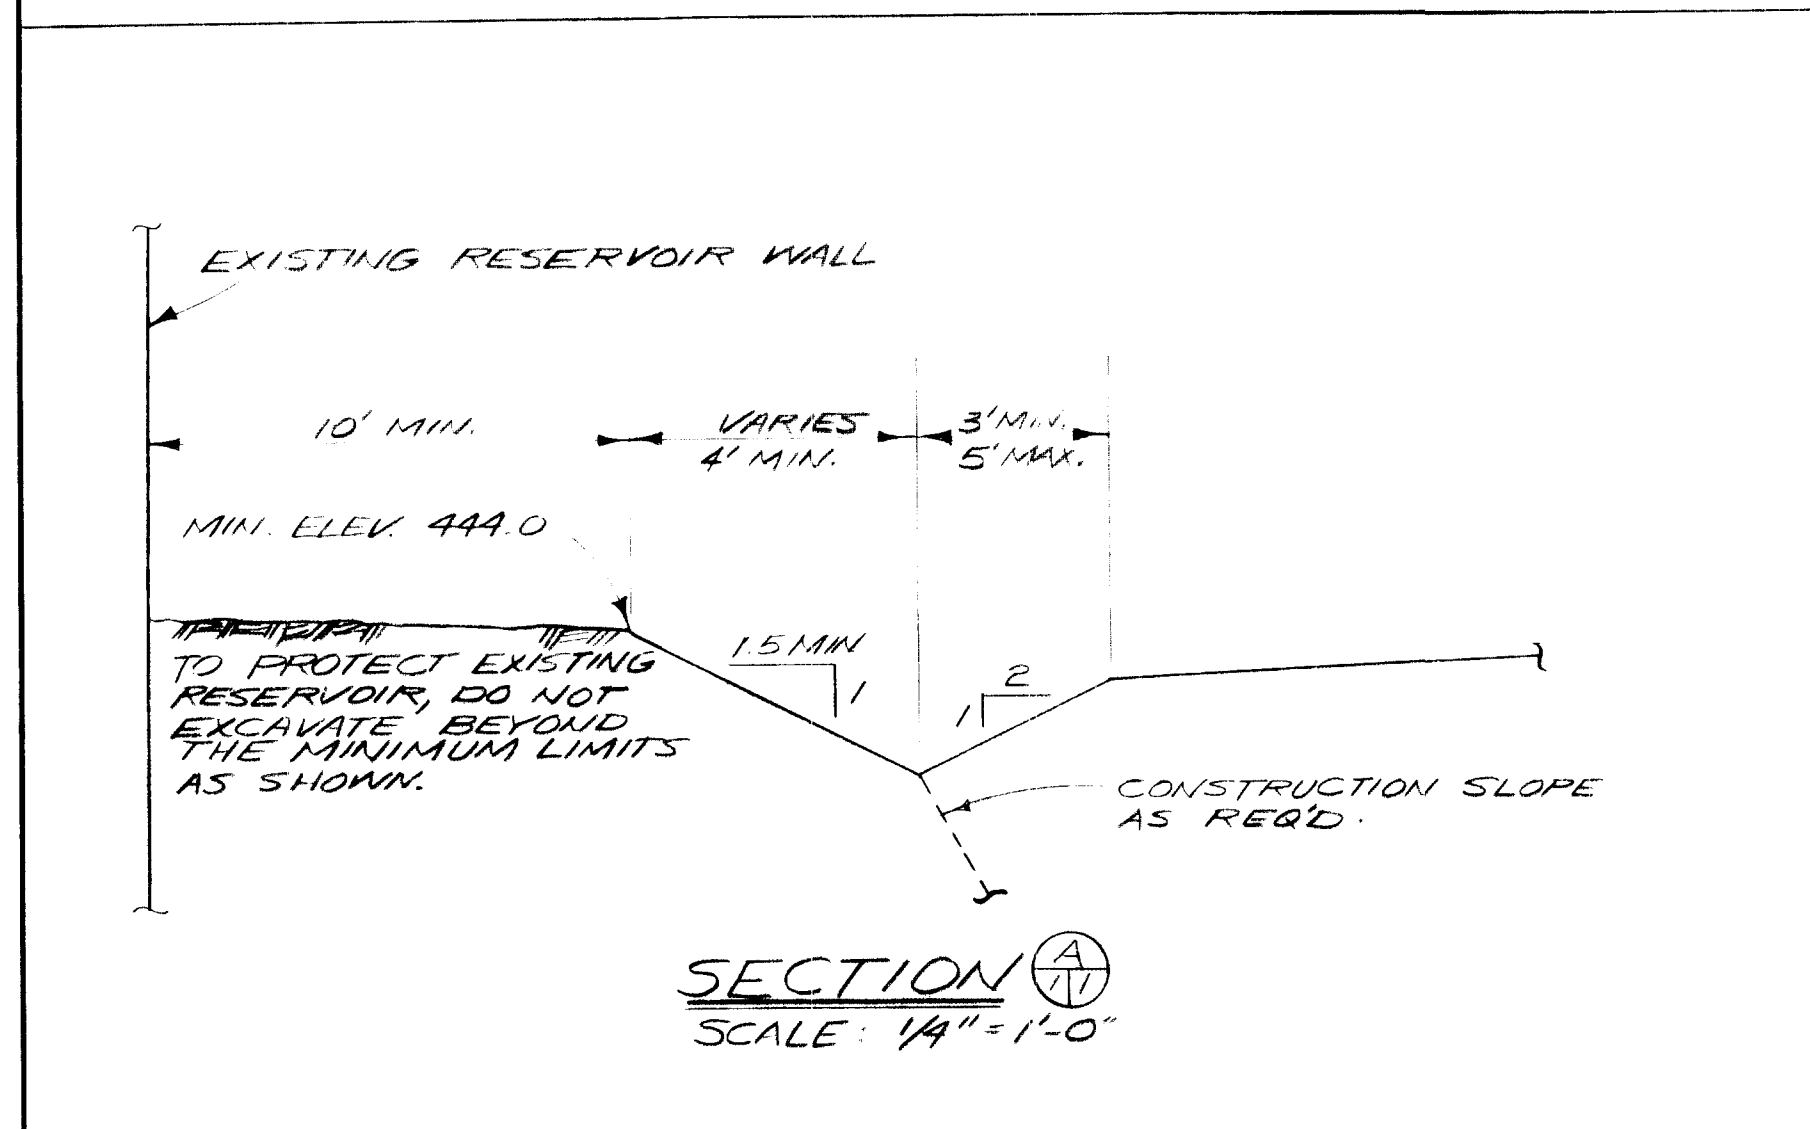 EXISTING RESERVOIR WALL
10' MIN.
VARIES
4' MIN.
3' MIN.
5' MAX.
MIN. ELEV. 444.0
1.5 MIN
1
2
1
TO PROTECT EXISTING
RESERVOIR, DO NOT
EXCAVATE BEYOND
THE MINIMUM LIMITS
AS SHOWN.
CONSTRUCTION SLOPE
AS REQ'D.
SECTION
A
SCALE: 1/4" = 1'-0"